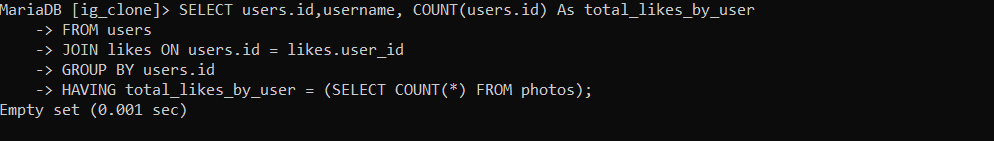 MariaDB [ig_clone]> SELECT users.id,username, COUNT(users.id) As total_likes_by_user
    -> FROM users
    -> JOIN likes ON users.id = likes.user_id
    -> GROUP BY users.id
    -> HAVING total_likes_by_user = (SELECT COUNT(*) FROM photos);
Empty set (0.001 sec)